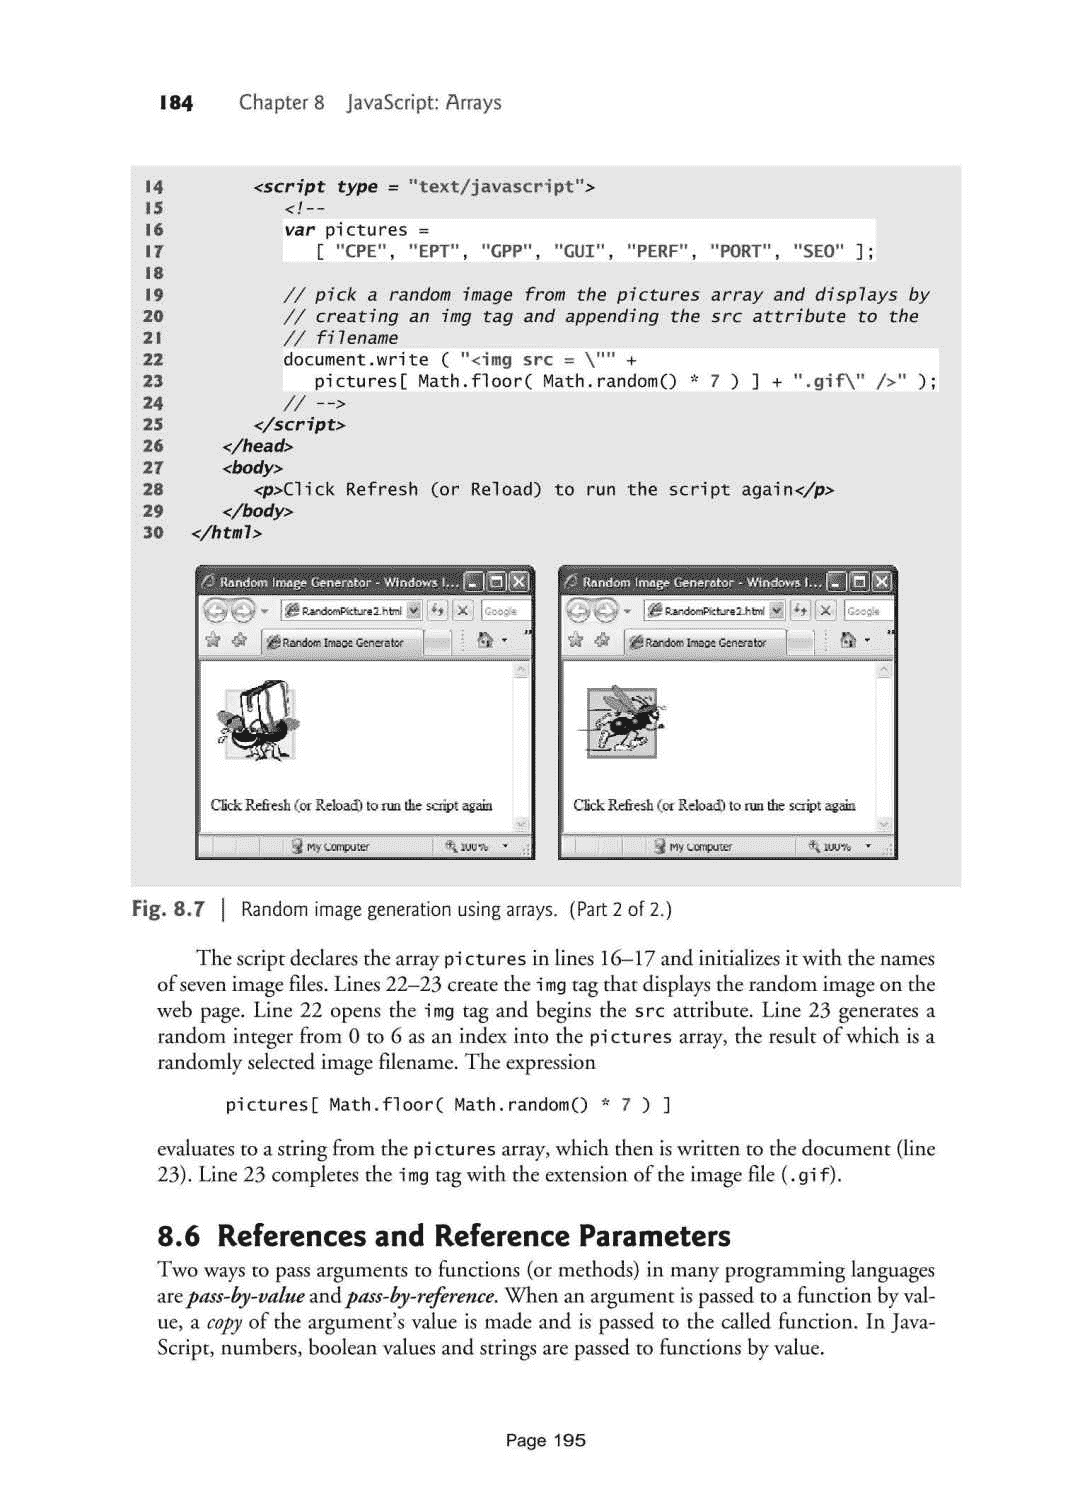 184 Chapter 8 JavaScript: Arrays
14 <script type = "text/javascript">
15 <!--
16 var pictures =
17 [ "CPE", "EPT", "GPP", "GUI", "PERF", "PORT", "SEO" ];
18
19 // pick a random image from the pictures array and displays by
20 // creating an img tag and appending the src attribute to the
21 // filename
22 document.write ( "<img src = \"" +
23 pictures[ Math.floor( Math.random() * 7 ) ] + ".gif\" />" );
24 // -->
25 </script>
26 </head>
27 <body>
28 <p>Click Refresh (or Reload) to run the script again</p>
29 </body>
30 </html>
Random Image Generator - Windows I...
RandomPicture2.html Google
Random Image Generator
Click Refresh (or Reload) to run the script again
My Computer 100%
Random Image Generator - Windows I...
RandomPicture2.html Google
Random Image Generator
Click Refresh (or Reload) to run the script again
My Computer 100%
Fig. 8.7 | Random image generation using arrays. (Part 2 of 2.)
The script declares the array pictures in lines 16–17 and initializes it with the names
of seven image files. Lines 22–23 create the img tag that displays the random image on the
web page. Line 22 opens the img tag and begins the src attribute. Line 23 generates a
random integer from 0 to 6 as an index into the pictures array, the result of which is a
randomly selected image filename. The expression
pictures[ Math.floor( Math.random() * 7 ) ]
evaluates to a string from the pictures array, which then is written to the document (line
23). Line 23 completes the img tag with the extension of the image file (.gif).
8.6 References and Reference Parameters
Two ways to pass arguments to functions (or methods) in many programming languages
are pass-by-value and pass-by-reference. When an argument is passed to a function by val-
ue, a copy of the argument's value is made and is passed to the called function. In Java-
Script, numbers, boolean values and strings are passed to functions by value.
Page 195